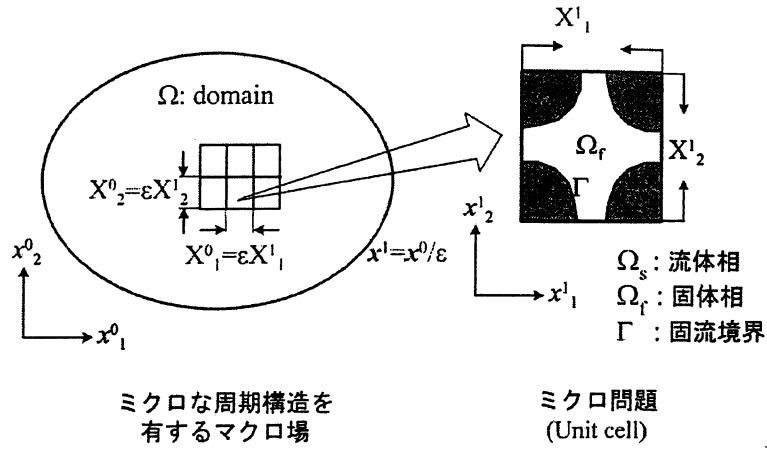 Ω: domain
X⁰₂=εX¹₂
X⁰₁=εX¹₁
x¹=x⁰/ε
x⁰₂
x⁰₁
ミクロな周期構造を
有するマクロ場
X¹₁
Ω_f
X¹₂
Γ
x¹₂
x¹₁
Ω_s : 流体相
Ω_f : 固体相
Γ : 固流境界
ミクロ問題
(Unit cell)